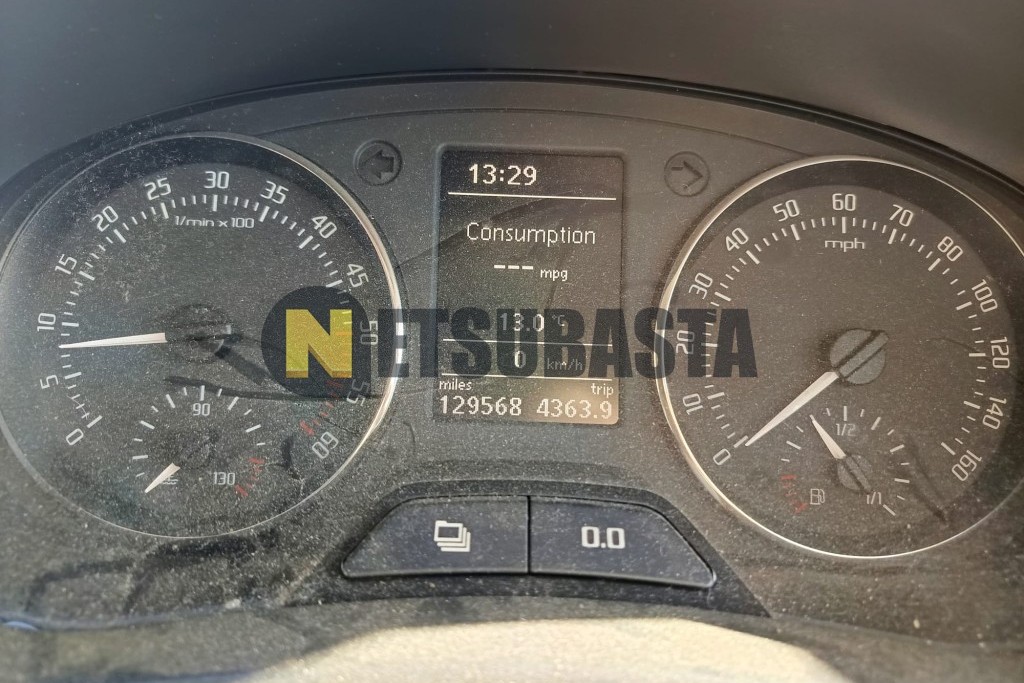 13:29
Consumption
--- mpg
13.0 °C
0 km/h
miles trip
129568 4363.9
0 5 10 15 20 25 30 35 40 45 50 55 60
1/min x 100
90
130
0 10 20 30 40 50 60 70 80 100 120 140 160
mph
1/2
1/1
0.0
NETSUBASTA